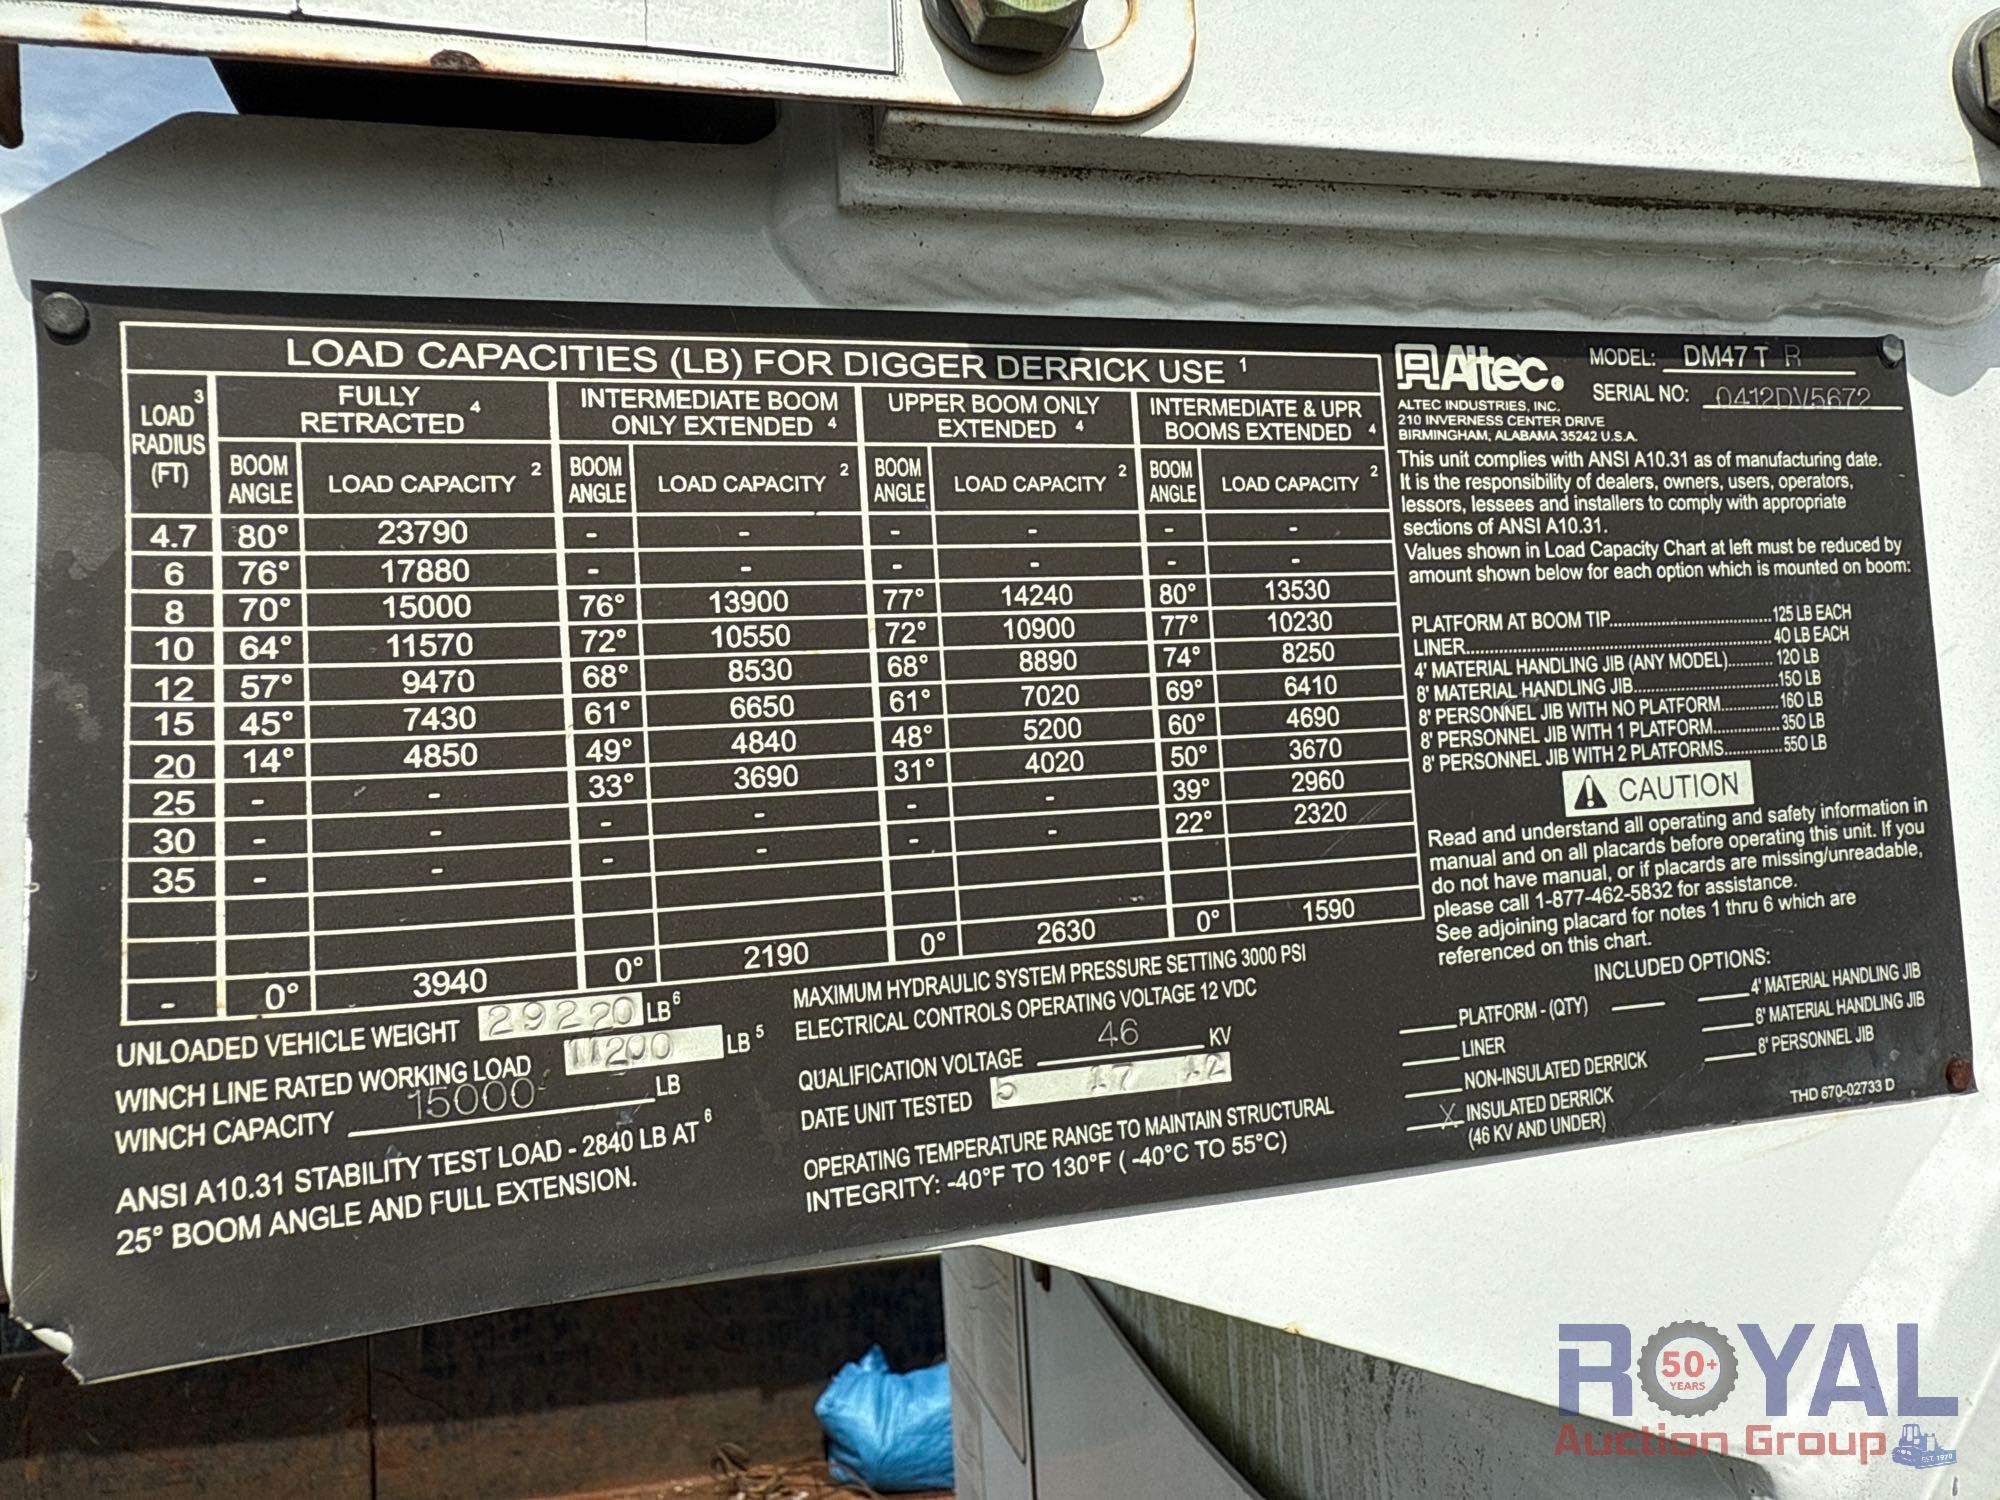 LOAD CAPACITIES (LB) FOR DIGGER DERRICK USE 1
LOAD 3 RADIUS (FT)
FULLY RETRACTED 4
INTERMEDIATE BOOM ONLY EXTENDED 4
UPPER BOOM ONLY EXTENDED 4
INTERMEDIATE & UPR BOOMS EXTENDED 4
BOOM ANGLE LOAD CAPACITY 2 BOOM ANGLE LOAD CAPACITY 2 BOOM ANGLE LOAD CAPACITY 2 BOOM ANGLE LOAD CAPACITY 2
4.7 80° 23790 - - - - - -
6 76° 17880 - - - - - -
8 70° 15000 76° 13900 77° 14240 80° 13530
10 64° 11570 72° 10550 72° 10900 77° 10230
12 57° 9470 68° 8530 68° 8890 74° 8250
15 45° 7430 61° 6650 61° 7020 69° 6410
20 14° 4850 49° 4840 48° 5200 60° 4690
25 - - 33° 3690 31° 4020 50° 3670
30 - - - - - - 39° 2960
35 - - - - - - 22° 2320
- 0° 3940 0° 2190 0° 2630 0° 1590
UNLOADED VEHICLE WEIGHT 29220 LB 6
WINCH LINE RATED WORKING LOAD 11200 LB 5
WINCH CAPACITY 15000 LB
ANSI A10.31 STABILITY TEST LOAD - 2840 LB AT 6
25° BOOM ANGLE AND FULL EXTENSION.
MAXIMUM HYDRAULIC SYSTEM PRESSURE SETTING 3000 PSI
ELECTRICAL CONTROLS OPERATING VOLTAGE 12 VDC
QUALIFICATION VOLTAGE 46 KV
DATE UNIT TESTED 5 17 12
OPERATING TEMPERATURE RANGE TO MAINTAIN STRUCTURAL
INTEGRITY: -40°F TO 130°F (-40°C TO 55°C)
Altec.
MODEL: DM47 T R
SERIAL NO: 0412DV5672
ALTEC INDUSTRIES, INC.
210 INVERNESS CENTER DRIVE
BIRMINGHAM, ALABAMA 35242 U.S.A.
This unit complies with ANSI A10.31 as of manufacturing date.
It is the responsibility of dealers, owners, users, operators,
lessors, lessees and installers to comply with appropriate
sections of ANSI A10.31.
Values shown in Load Capacity Chart at left must be reduced by
amount shown below for each option which is mounted on boom:
PLATFORM AT BOOM TIP.....125 LB EACH
LINER.....40 LB EACH
4' MATERIAL HANDLING JIB (ANY MODEL).....120 LB
8' MATERIAL HANDLING JIB.....150 LB
8' PERSONNEL JIB WITH NO PLATFORM.....160 LB
8' PERSONNEL JIB WITH 1 PLATFORM.....350 LB
8' PERSONNEL JIB WITH 2 PLATFORMS.....550 LB
CAUTION
Read and understand all operating and safety information in
manual and on all placards before operating this unit. If you
do not have manual, or if placards are missing/unreadable,
please call 1-877-462-5832 for assistance.
See adjoining placard for notes 1 thru 6 which are
referenced on this chart.
INCLUDED OPTIONS:
PLATFORM - (QTY)
LINER
NON-INSULATED DERRICK
X INSULATED DERRICK
(46 KV AND UNDER)
4' MATERIAL HANDLING JIB
8' MATERIAL HANDLING JIB
8' PERSONNEL JIB
THD 670-02733 D
ROYAL
50+ YEARS
Auction Group
EST. 1970